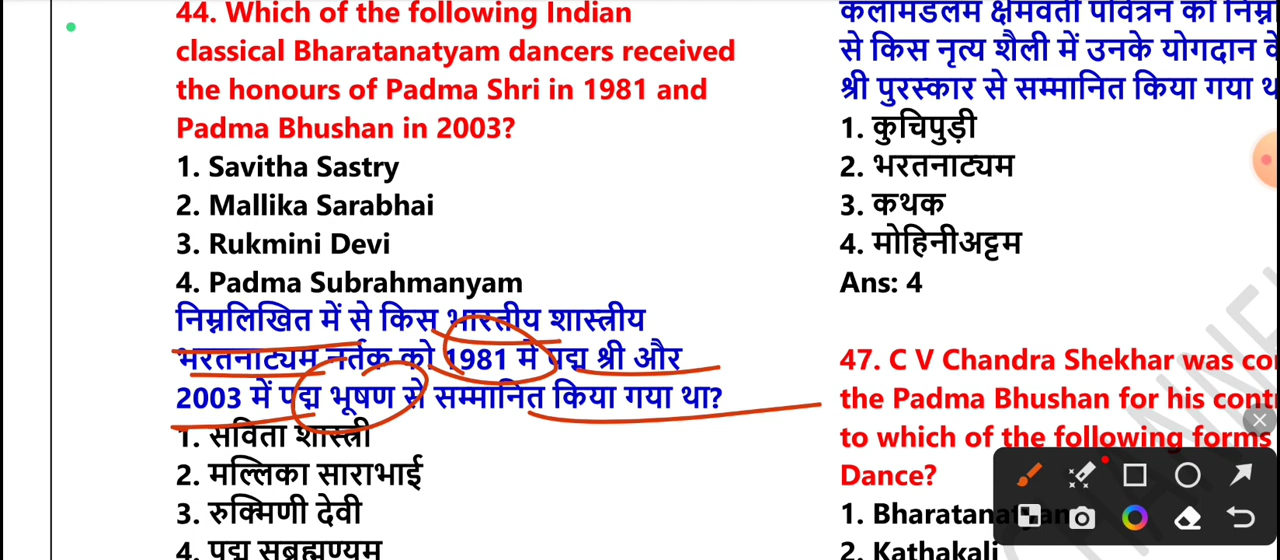 44. Which of the following Indian
classical Bharatanatyam dancers received
the honours of Padma Shri in 1981 and
Padma Bhushan in 2003?
1. Savitha Sastry
2. Mallika Sarabhai
3. Rukmini Devi
4. Padma Subrahmanyam
निम्नलिखित में से किस भारतीय शास्त्रीय
भरतनाट्यम नर्तक को 1981 में पद्म श्री और
2003 में पद्म भूषण से सम्मानित किया गया था?
1. सविता शास्त्री
2. मल्लिका साराभाई
3. रुक्मिणी देवी
4. पद्म सुब्रह्मण्यम
कलामंडलम क्षेमवती पवित्रन को
से किस नृत्य शैली में उनके योगदान
श्री पुरस्कार से सम्मानित किया गया
1. कुचिपुड़ी
2. भरतनाट्यम
3. कथक
4. मोहिनीअट्टम
Ans: 4
47. C V Chandra Shekhar was
the Padma Bhushan for his
to which of the following forms
Dance?
1. Bharatanatyam
2. Kathakali